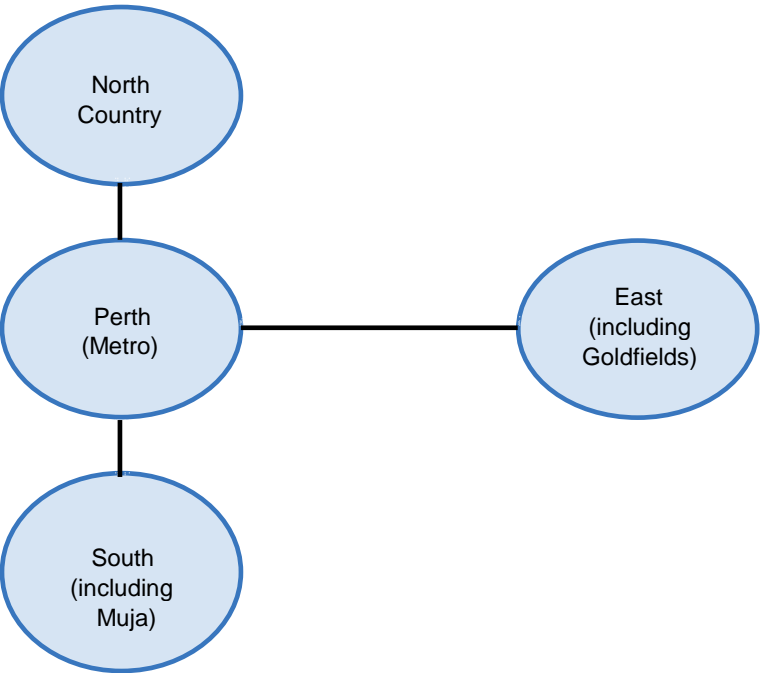 North
Country
Perth
(Metro)
East
(including
Goldfields)
South
(including
Muja)